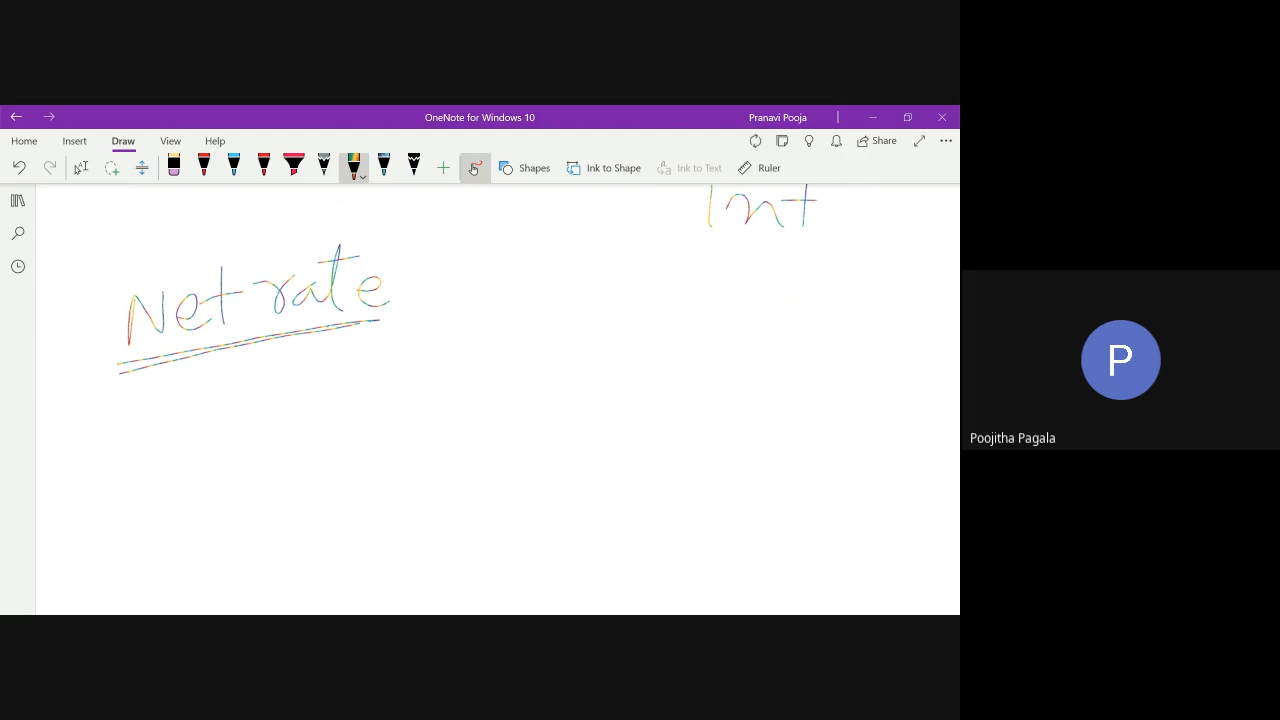 OneNote for Windows 10
Pranavi Pooja
Home Insert Draw View Help
Share
Shapes Ink to Shape Ink to Text Ruler
Int
Net rate
P
Poojitha Pagala